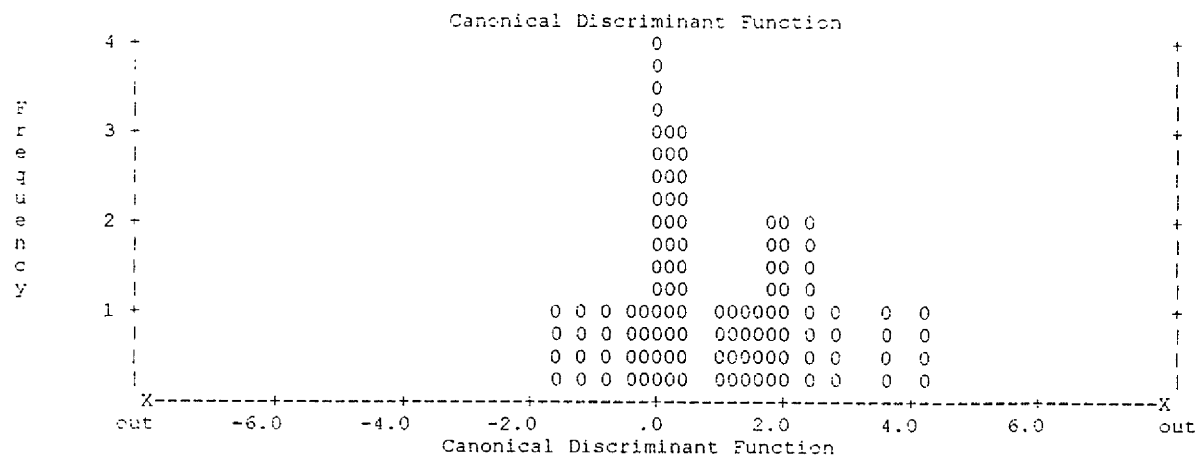 Canonical Discriminant Function
4 + 0 +
| 0 |
| 0 |
F | 0 |
r 3 + 000 +
e | 000 |
q | 000 |
u | 000 |
e 2 + 000 00 0 +
n | 000 00 0 |
c | 000 00 0 |
y | 000 00 0 |
1 + 0 0 0 00000 000000 0 0 0 0 +
| 0 0 0 00000 000000 0 0 0 0 |
| 0 0 0 00000 000000 0 0 0 0 |
| 0 0 0 00000 000000 0 0 0 0 |
X---------+---------+---------+---------+---------+---------+---------+---------X
out -6.0 -4.0 -2.0 .0 2.0 4.0 6.0 out
Canonical Discriminant Function